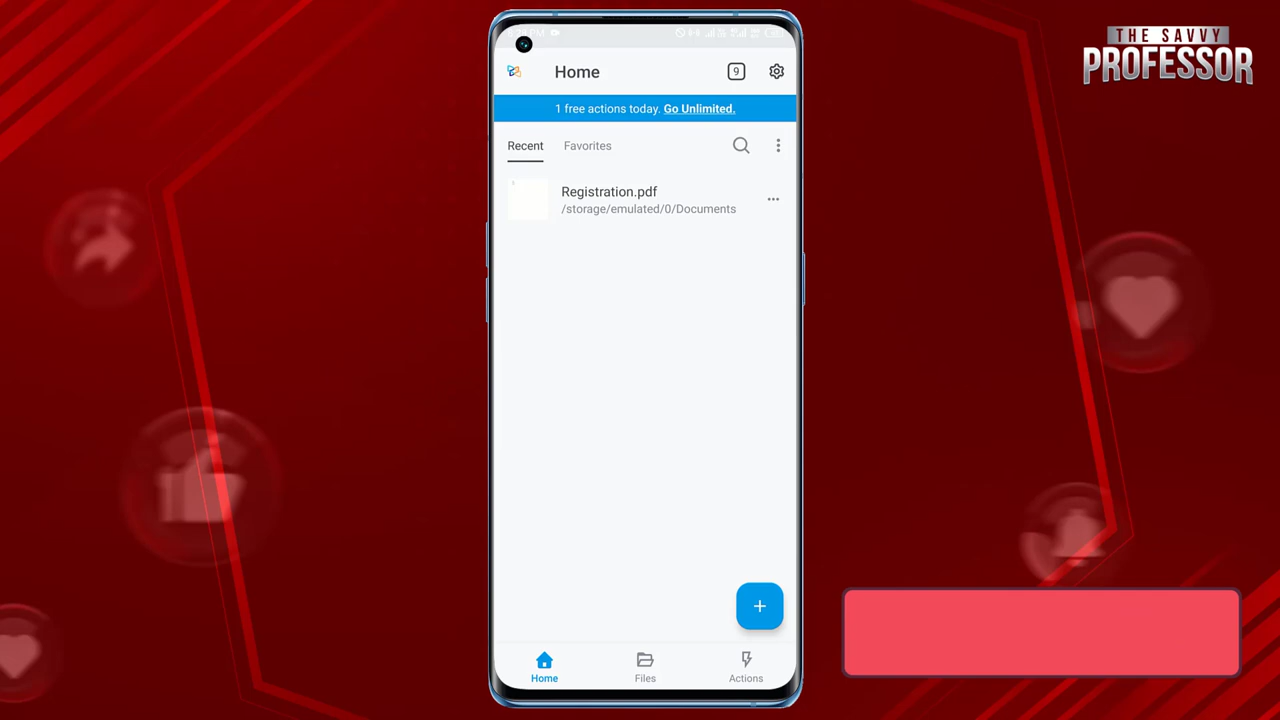 THE SAVVY
PROFESSOR
Home
9
1 free actions today. Go Unlimited.
Recent
Favorites
Registration.pdf
/storage/emulated/0/Documents
Home
Files
Actions